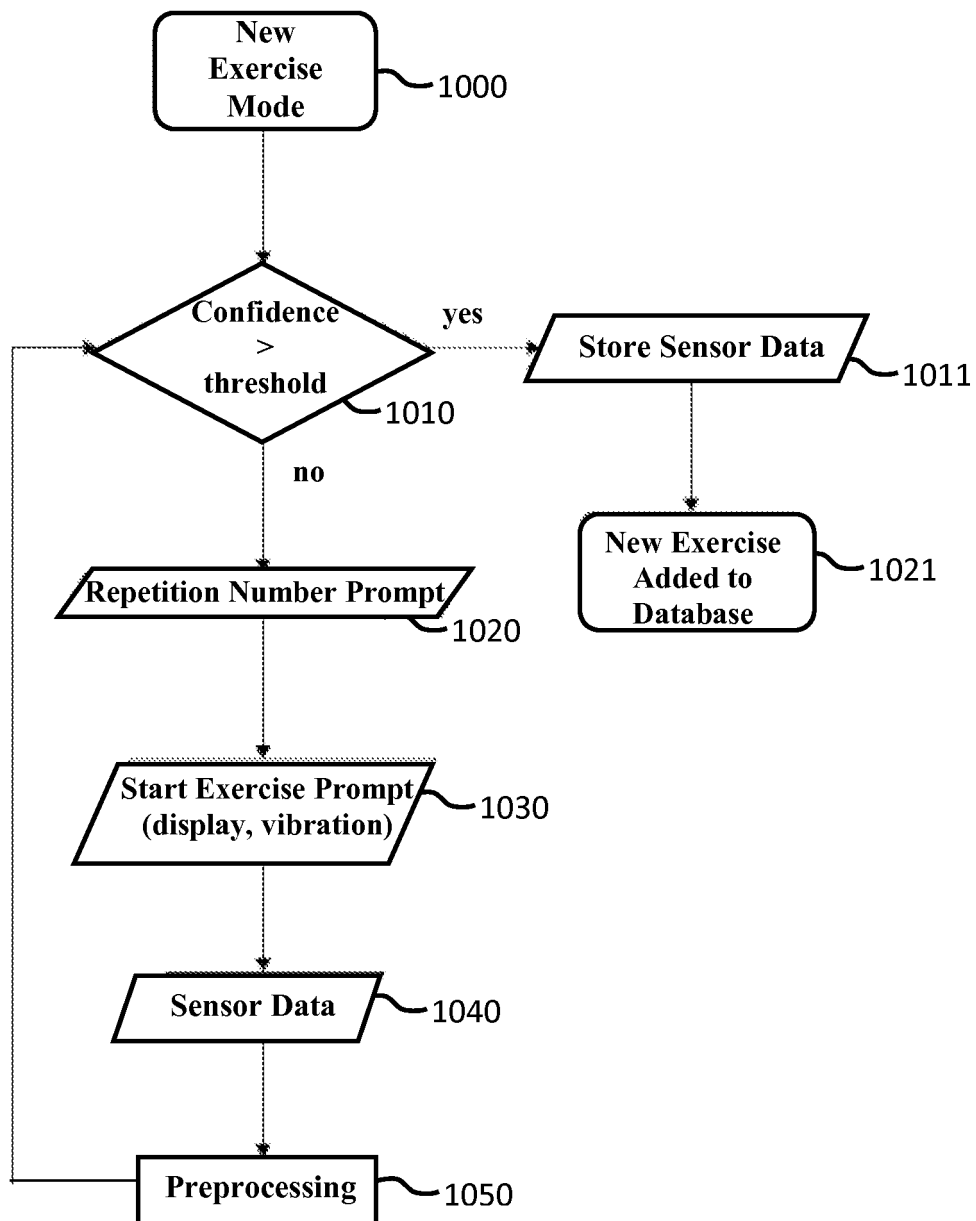 New
Exercise
Mode
1000
Confidence
>
threshold
1010
yes
Store Sensor Data
1011
no
New Exercise
Added to
Database
1021
Repetition Number Prompt
1020
Start Exercise Prompt
(display, vibration)
1030
Sensor Data
1040
Preprocessing
1050